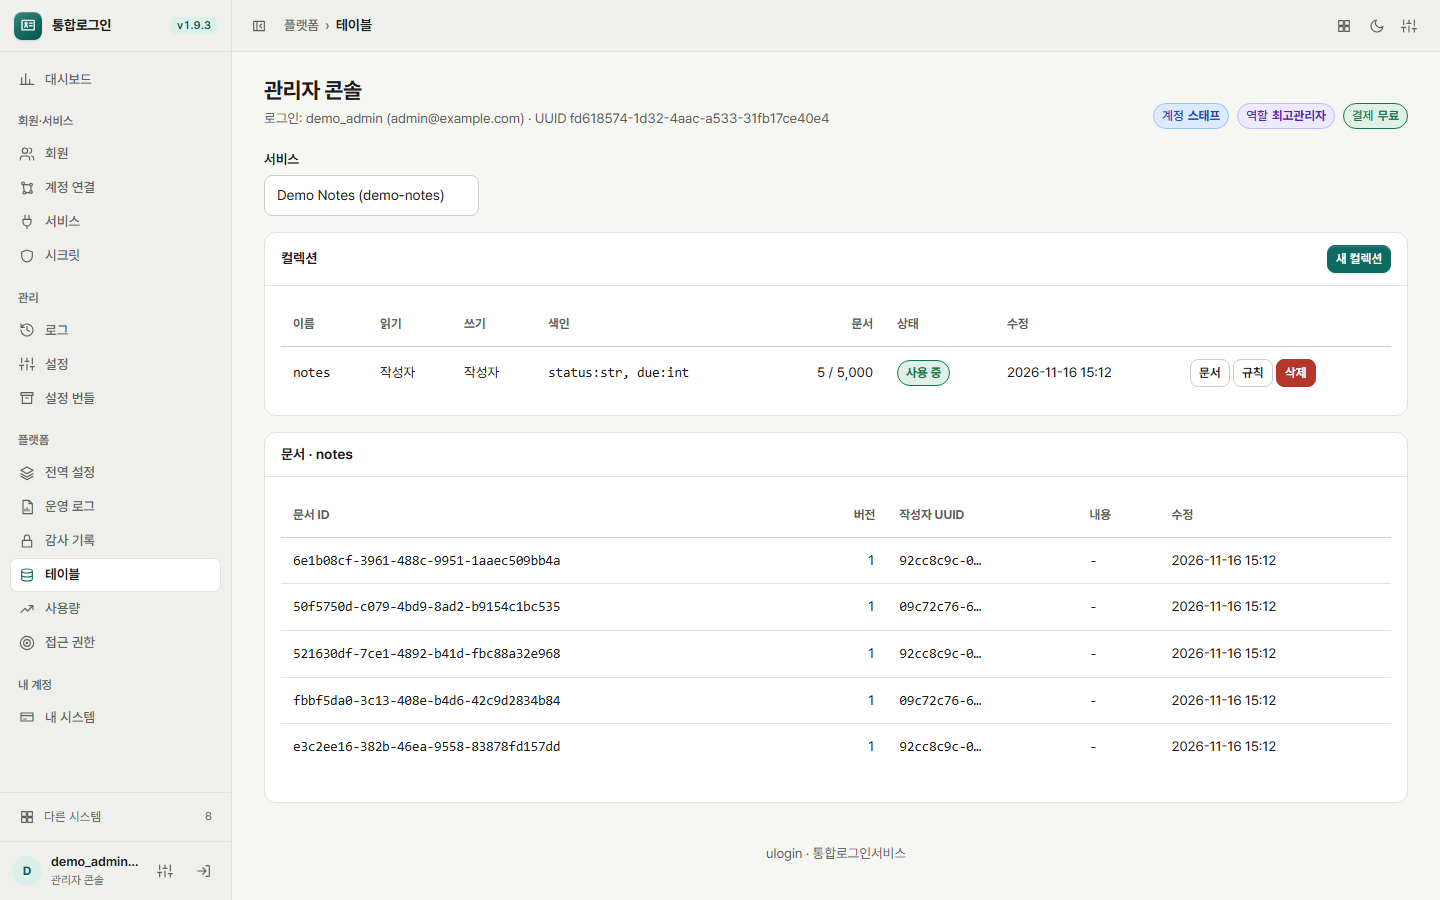 통합로그인 v1.9.3
대시보드
회원·서비스
회원
계정 연결
서비스
시크릿
관리
로그
설정
설정 번들
플랫폼
전역 설정
운영 로그
감사 기록
테이블
사용량
접근 권한
내 계정
내 시스템
다른 시스템 8
D demo_admin...
관리자 콘솔
플랫폼 › 테이블
관리자 콘솔
로그인: demo_admin (admin@example.com) · UUID fd618574-1d32-4aac-a533-31fb17ce40e4
계정 스태프 역할 최고관리자 결제 무료
서비스
Demo Notes (demo-notes)
컬렉션 새 컬렉션
이름 읽기 쓰기 색인 문서 상태 수정
notes 작성자 작성자 status:str, due:int 5 / 5,000 사용 중 2026-11-16 15:12 문서 규칙 삭제
문서 · notes
문서 ID 버전 작성자 UUID 내용 수정
6e1b08cf-3961-488c-9951-1aaec509bb4a 1 92cc8c9c-0… - 2026-11-16 15:12
50f5750d-c079-4bd9-8ad2-b9154c1bc535 1 09c72c76-6… - 2026-11-16 15:12
521630df-7ce1-4892-b41d-fbc88a32e968 1 92cc8c9c-0… - 2026-11-16 15:12
fbbf5da0-3c13-408e-b4d6-42c9d2834b84 1 09c72c76-6… - 2026-11-16 15:12
e3c2ee16-382b-46ea-9558-83878fd157dd 1 92cc8c9c-0… - 2026-11-16 15:12
ulogin · 통합로그인서비스